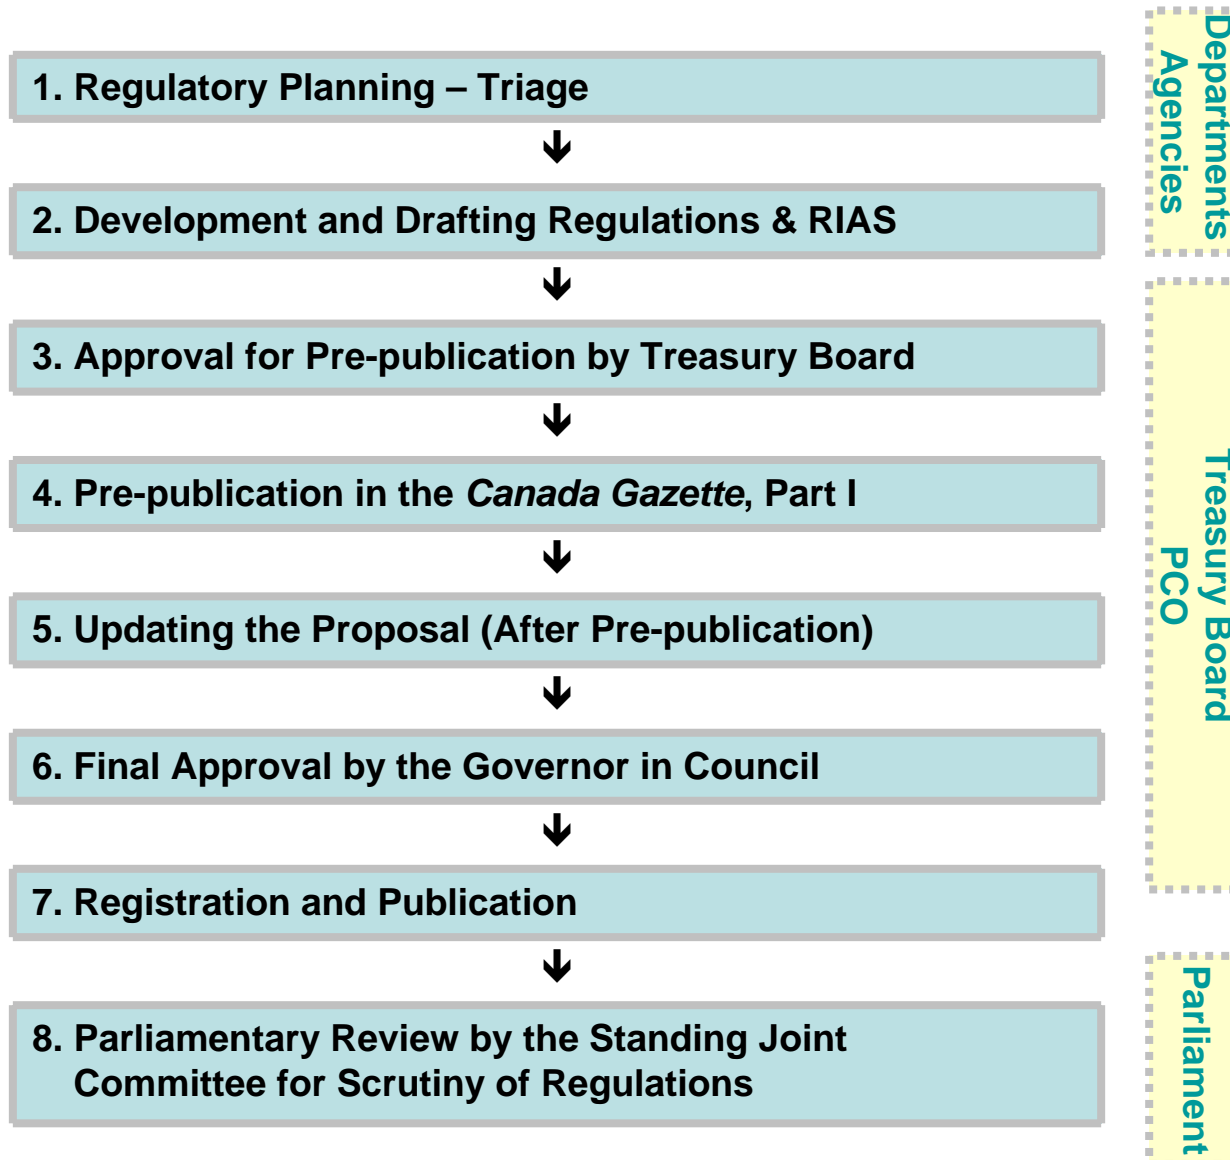 1. Regulatory Planning – Triage
2. Development and Drafting Regulations & RIAS
3. Approval for Pre-publication by Treasury Board
4. Pre-publication in the Canada Gazette, Part I
5. Updating the Proposal (After Pre-publication)
6. Final Approval by the Governor in Council
7. Registration and Publication
8. Parliamentary Review by the Standing Joint
Committee for Scrutiny of Regulations
Departments
Agencies
Treasury Board
PCO
Parliament